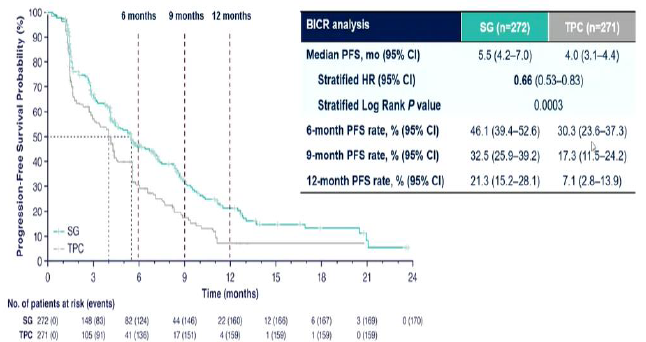 Progression-Free Survival Probability (%)
6 months 9 months 12 months
100
90
80
70
60
50
40
30
20
10
0
SG
TPC
0 3 6 9 12 15 18 21 24
Time (months)
No. of patients at risk (events)
SG 272 (0) 148 (83) 82 (124) 44 (146) 22 (160) 12 (166) 6 (167) 3 (169) 0 (170)
TPC 271 (0) 105 (91) 41 (136) 17 (151) 4 (159) 1 (159) 1 (159) 0 (159)
BICR analysis SG (n=272) TPC (n=271)
Median PFS, mo (95% CI) 5.5 (4.2–7.0) 4.0 (3.1–4.4)
Stratified HR (95% CI) 0.66 (0.53–0.83)
Stratified Log Rank P value 0.0003
6-month PFS rate, % (95% CI) 46.1 (39.4–52.6) 30.3 (23.6–37.3)
9-month PFS rate, % (95% CI) 32.5 (25.9–39.2) 17.3 (11.5–24.2)
12-month PFS rate, % (95% CI) 21.3 (15.2–28.1) 7.1 (2.8–13.9)